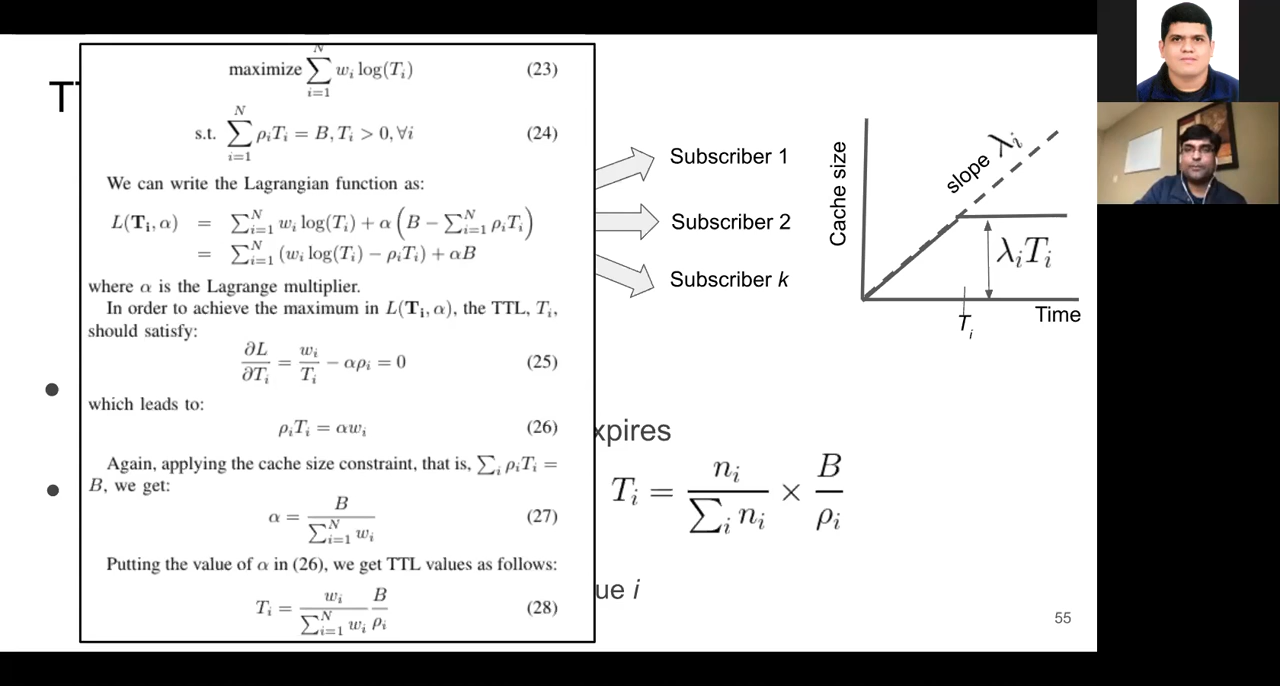 T
N
maximize ∑ w_i log(T_i) (23)
i=1
N
s.t. ∑ ρ_i T_i = B, T_i > 0, ∀i (24)
i=1
We can write the Lagrangian function as:
L(T_i, α) = ∑_{i=1}^{N} w_i log(T_i) + α (B − ∑_{i=1}^{N} ρ_i T_i)
= ∑_{i=1}^{N} (w_i log(T_i) − ρ_i T_i) + αB
where α is the Lagrange multiplier.
In order to achieve the maximum in L(T_i, α), the TTL, T_i,
should satisfy:
∂L/∂T_i = w_i/T_i − αρ_i = 0 (25)
which leads to:
ρ_i T_i = αw_i (26)
Again, applying the cache size constraint, that is, ∑_i ρ_i T_i =
B, we get:
α = B / ∑_{i=1}^{N} w_i (27)
Putting the value of α in (26), we get TTL values as follows:
T_i = w_i / ∑_{i=1}^{N} w_i B/ρ_i (28)
Subscriber 1
Subscriber 2
Subscriber k
Cache size
slope λ_i
λ_i T_i
T_i
Time
xpires
T_i = n_i / ∑_i n_i × B/ρ_i
ue i
55